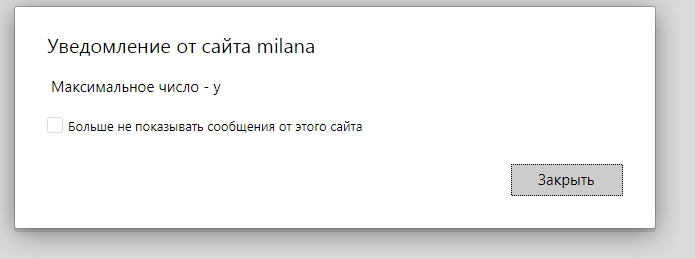 Уведомление от сайта milana
Максимальное число - y
Больше не показывать сообщения от этого сайта
Закрыть